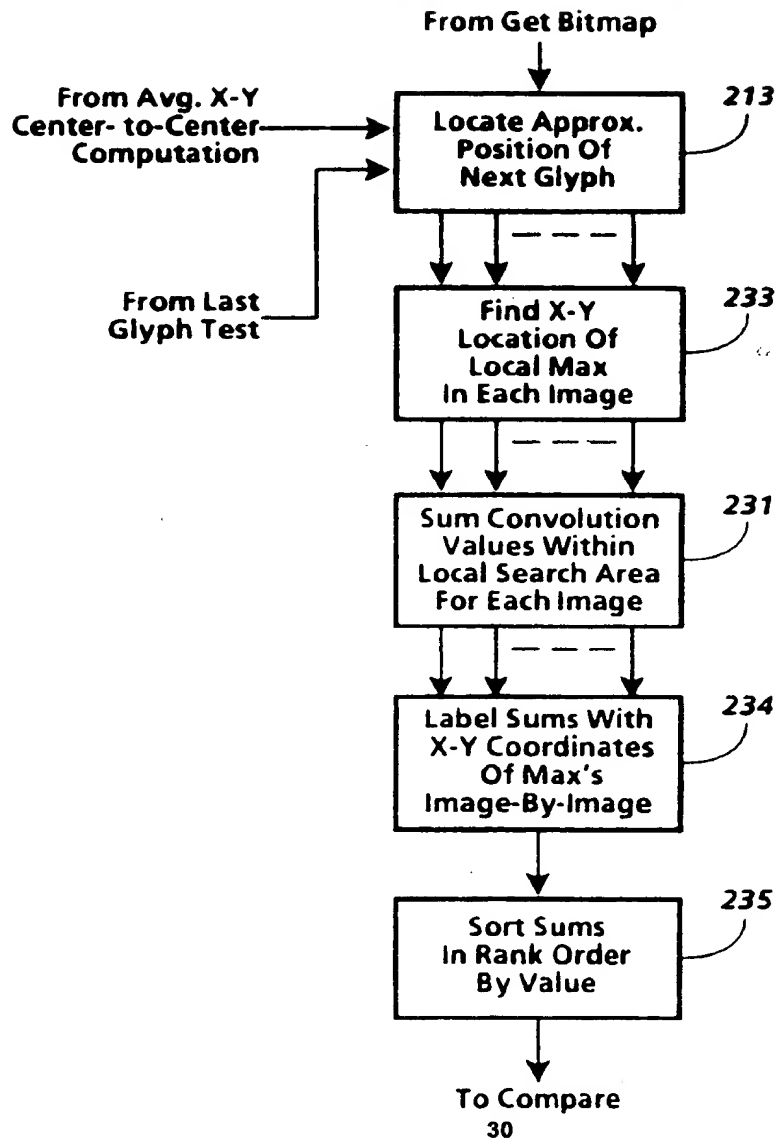 From Get Bitmap
From Avg. X-Y
Center- to-Center
Computation
213
Locate Approx.
Position Of
Next Glyph
From Last
Glyph Test
233
Find X-Y
Location Of
Local Max
In Each Image
231
Sum Convolution
Values Within
Local Search Area
For Each Image
234
Label Sums With
X-Y Coordinates
Of Max's
Image-By-Image
235
Sort Sums
In Rank Order
By Value
To Compare
30